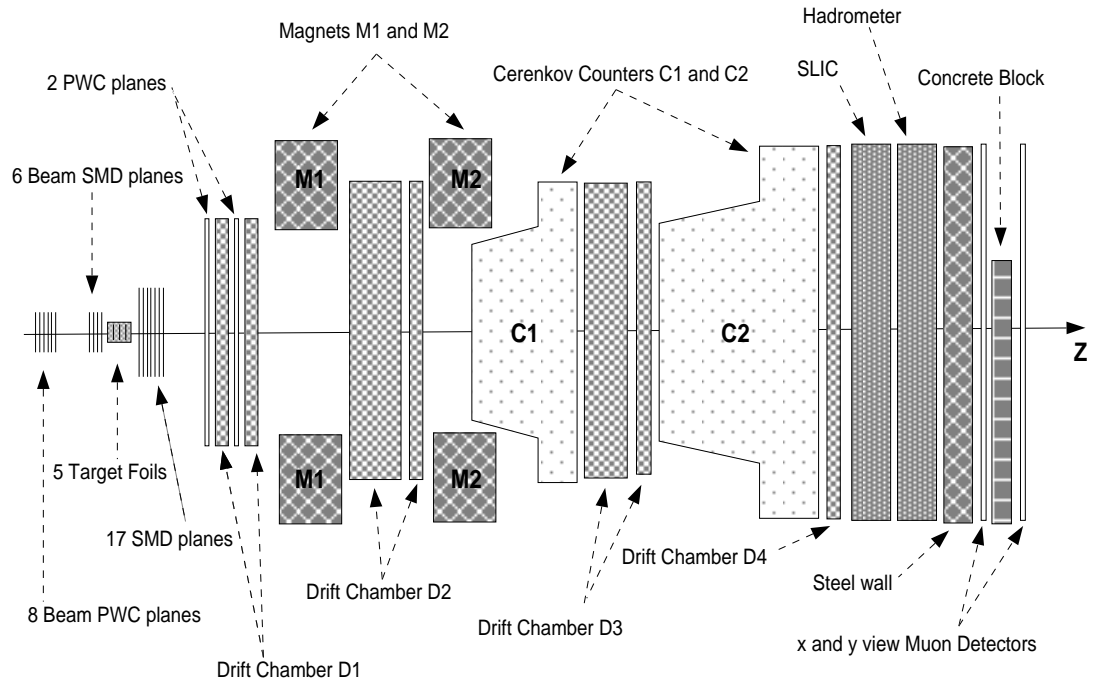 Hadrometer
Magnets M1 and M2
Cerenkov Counters C1 and C2
SLIC
2 PWC planes
Concrete Block
6 Beam SMD planes
M1
M2
C1
C2
Z
M1
M2
5 Target Foils
17 SMD planes
Drift Chamber D4
Steel wall
Drift Chamber D2
8 Beam PWC planes
Drift Chamber D3
x and y view Muon Detectors
Drift Chamber D1